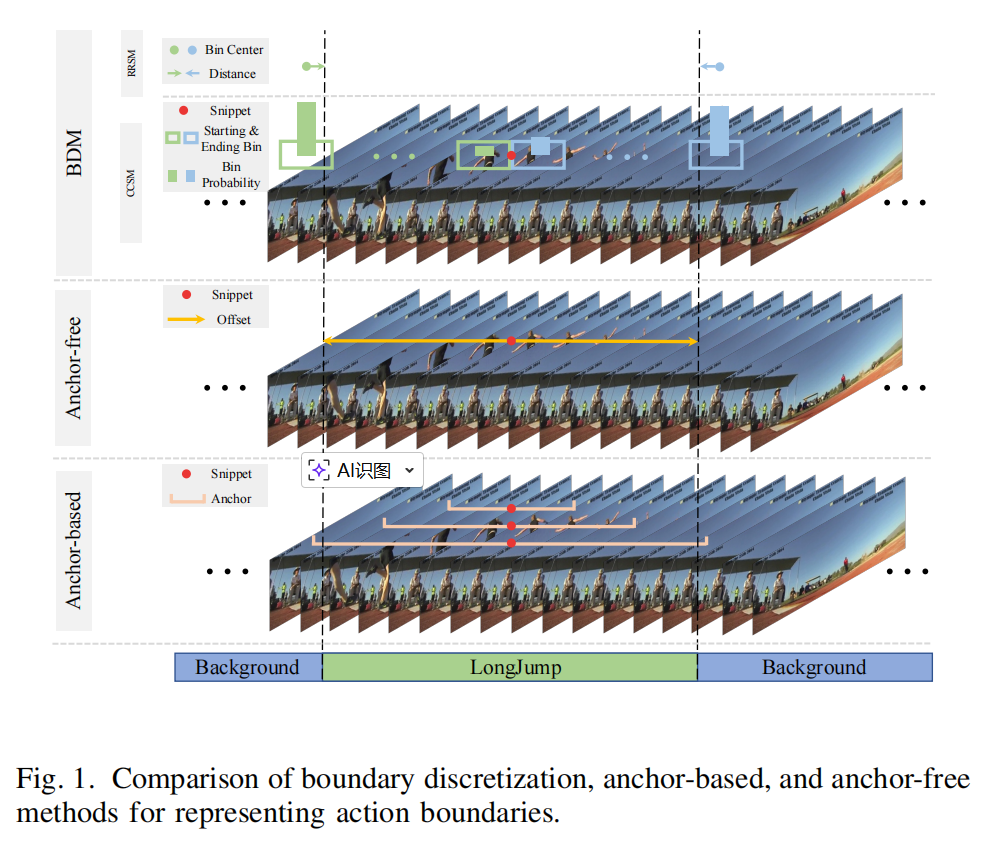 BDM
RRSM
Bin Center
Distance
CCSM
Snippet
Starting &
Ending Bin
Bin
Probability
Anchor-free
Snippet
Offset
AI识图
Anchor-based
Snippet
Anchor
Background
LongJump
Background
Fig. 1. Comparison of boundary discretization, anchor-based, and anchor-free
methods for representing action boundaries.